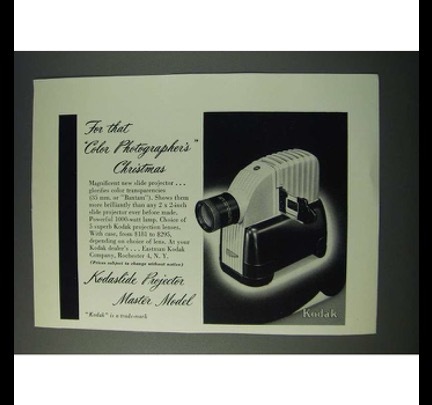 For that
"Color Photographer's"
Christmas
Magnificent new slide projector . . .
glorifies color transparencies
(35 mm. or "Bantam"). Shows them
more brilliantly than any 2 x 2-inch
slide projector ever before made.
Powerful 1000-watt lamp. Choice of
5 superb Kodak projection lenses.
With case, from $181 to $295,
depending on choice of lens. At your
Kodak dealer's . . . Eastman Kodak
Company, Rochester 4, N. Y.
(Prices subject to change without notice)
Kodaslide Projector
Master Model
"Kodak" is a trade-mark
Kodak